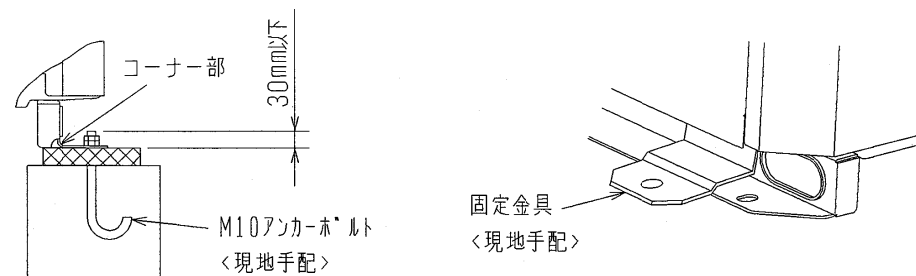 コーナー部
30mm以下
M10アンカーボルト
<現地手配>
固定金具
<現地手配>